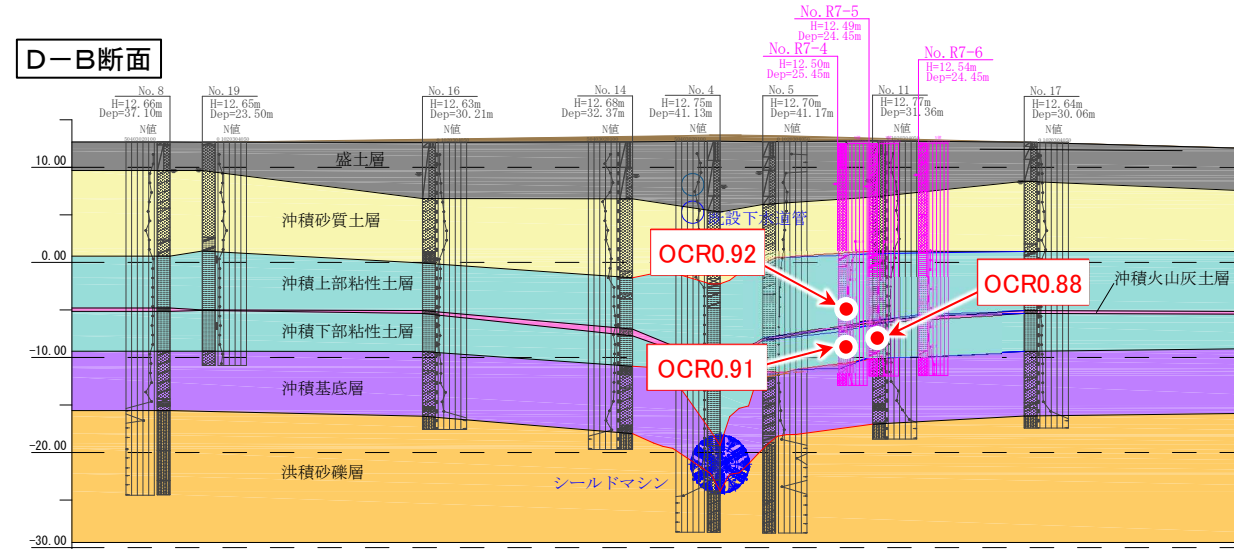 D-B断面
No. 8
H=12.66m
Dep=37.10m
N値
No. 19
H=12.65m
Dep=23.50m
N値
No. 16
H=12.63m
Dep=30.21m
N値
No. 14
H=12.68m
Dep=32.37m
N値
No. 4
H=12.75m
Dep=41.13m
N値
No. 5
H=12.70m
Dep=41.17m
N値
No. R7-4
H=12.50m
Dep=25.45m
No. R7-5
H=12.49m
Dep=24.45m
No. 11
H=12.77m
Dep=31.36m
N値
No. R7-6
H=12.54m
Dep=24.45m
No. 17
H=12.64m
Dep=30.06m
N値
10.00
0.00
-10.00
-20.00
-30.00
盛土層
沖積砂質土層
既設下水道管
沖積上部粘性土層
沖積火山灰土層
沖積下部粘性土層
沖積基底層
洪積砂礫層
シールドマシン
OCR0.92
OCR0.88
OCR0.91